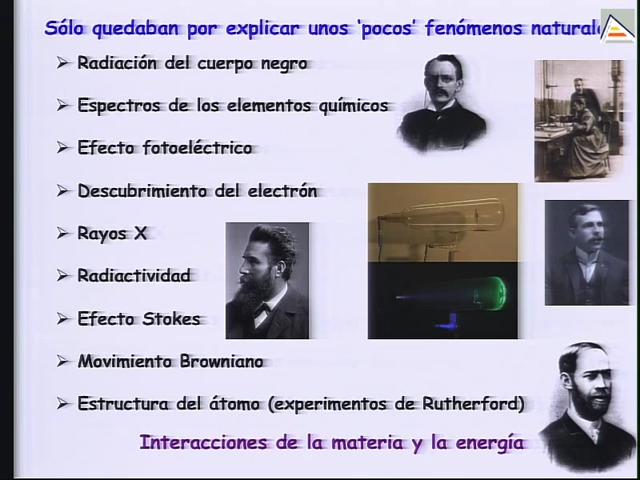 Sólo quedaban por explicar unos 'pocos' fenómenos
Radiación del cuerpo negro
Espectros de los elementos químicos
Efecto fotoeléctrico
Descubrimiento del electrón
Rayos X
Radiactividad
Efecto Stokes
Movimiento Browniano
Estructura del átomo (experimentos de Rutherford)
Interacciones de la materia y la energía